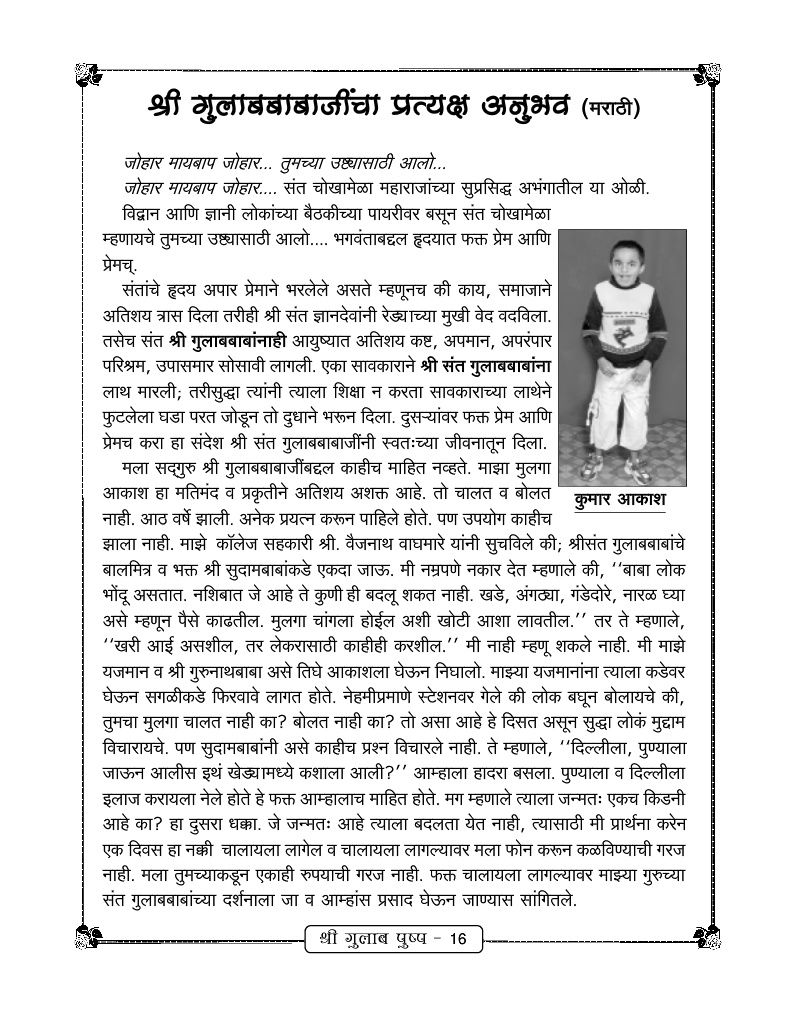 श्री गुलाबबाबाजींचा प्रत्यक्ष अनुभव (मराठी)
जोहार मायबाप जोहार... तुमच्या उष्ट्यासाठी आलो...
जोहार मायबाप जोहार.... संत चोखामेळा महाराजांच्या सुप्रसिद्ध अभंगातील या ओळी.
विद्वान आणि ज्ञानी लोकांच्या बैठकीच्या पायरीवर बसून संत चोखामेळा
म्हणायचे तुमच्या उष्ट्यासाठी आलो.... भगवंताबद्दल हृदयात फक्त प्रेम आणि
प्रेमच्.
संतांचे हृदय अपार प्रेमाने भरलेले असते म्हणूनच की काय, समाजाने
अतिशय त्रास दिला तरीही श्री संत ज्ञानदेवांनी रेड्याच्या मुखी वेद वदविला.
तसेच संत श्री गुलाबबाबांनाही आयुष्यात अतिशय कष्ट, अपमान, अपरंपार
परिश्रम, उपासमार सोसावी लागली. एका सावकाराने श्री संत गुलाबबाबांना
लाथ मारली; तरीसुद्धा त्यांनी त्याला शिक्षा न करता सावकाराच्या लाथेने
फुटलेला घडा परत जोडून तो दुधाने भरून दिला. दुसऱ्यांवर फक्त प्रेम आणि
प्रेमच करा हा संदेश श्री संत गुलाबबाबाजींनी स्वतःच्या जीवनातून दिला.
मला सद्‌गुरु श्री गुलाबबाबाजींबद्दल काहीच माहित नव्हते. माझा मुलगा
आकाश हा मतिमंद व प्रकृतीने अतिशय अशक्त आहे. तो चालत व बोलत
नाही. आठ वर्षे झाली. अनेक प्रयत्न करून पाहिले होते. पण उपयोग काहीच
कुमार आकाश
झाला नाही. माझे कॉलेज सहकारी श्री. वैजनाथ वाघमारे यांनी सुचविले की; श्रीसंत गुलाबबाबांचे
बालमित्र व भक्त श्री सुदामबाबांकडे एकदा जाऊ. मी नम्रपणे नकार देत म्हणाले की, ‘‘बाबा लोक
भोंदू असतात. नशिबात जे आहे ते कुणी ही बदलू शकत नाही. खडे, अंगठ्या, गंडेदोरे, नारळ घ्या
असे म्हणून पैसे काढतील. मुलगा चांगला होईल अशी खोटी आशा लावतील.’’ तर ते म्हणाले,
‘‘खरी आई असशील, तर लेकरासाठी काहीही करशील.’’ मी नाही म्हणू शकले नाही. मी माझे
यजमान व श्री गुरुनाथबाबा असे तिघे आकाशला घेऊन निघालो. माझ्या यजमानांना त्याला कडेवर
घेऊन सगळीकडे फिरवावे लागत होते. नेहमीप्रमाणे स्टेशनवर गेले की लोक बघून बोलायचे की,
तुमचा मुलगा चालत नाही का? बोलत नाही का? तो असा आहे हे दिसत असून सुद्धा लोकं मुद्दाम
विचारायचे. पण सुदामबाबांनी असे काहीच प्रश्न विचारले नाही. ते म्हणाले, ‘‘दिल्लीला, पुण्याला
जाऊन आलीस इथं खेड्यामध्ये कशाला आली?’’ आम्हाला हादरा बसला. पुण्याला व दिल्लीला
इलाज करायला नेले होते हे फक्त आम्हालाच माहित होते. मग म्हणाले त्याला जन्मतः एकच किडनी
आहे का? हा दुसरा धक्का. जे जन्मतः आहे त्याला बदलता येत नाही, त्यासाठी मी प्रार्थना करेन
एक दिवस हा नक्की चालायला लागेल व चालायला लागल्यावर मला फोन करून कळविण्याची गरज
नाही. मला तुमच्याकडून एकाही रुपयाची गरज नाही. फक्त चालायला लागल्यावर माझ्या गुरुच्या
संत गुलाबबाबांच्या दर्शनाला जा व आम्हांस प्रसाद घेऊन जाण्यास सांगितले.
श्री गुलाब पुष्प - 16